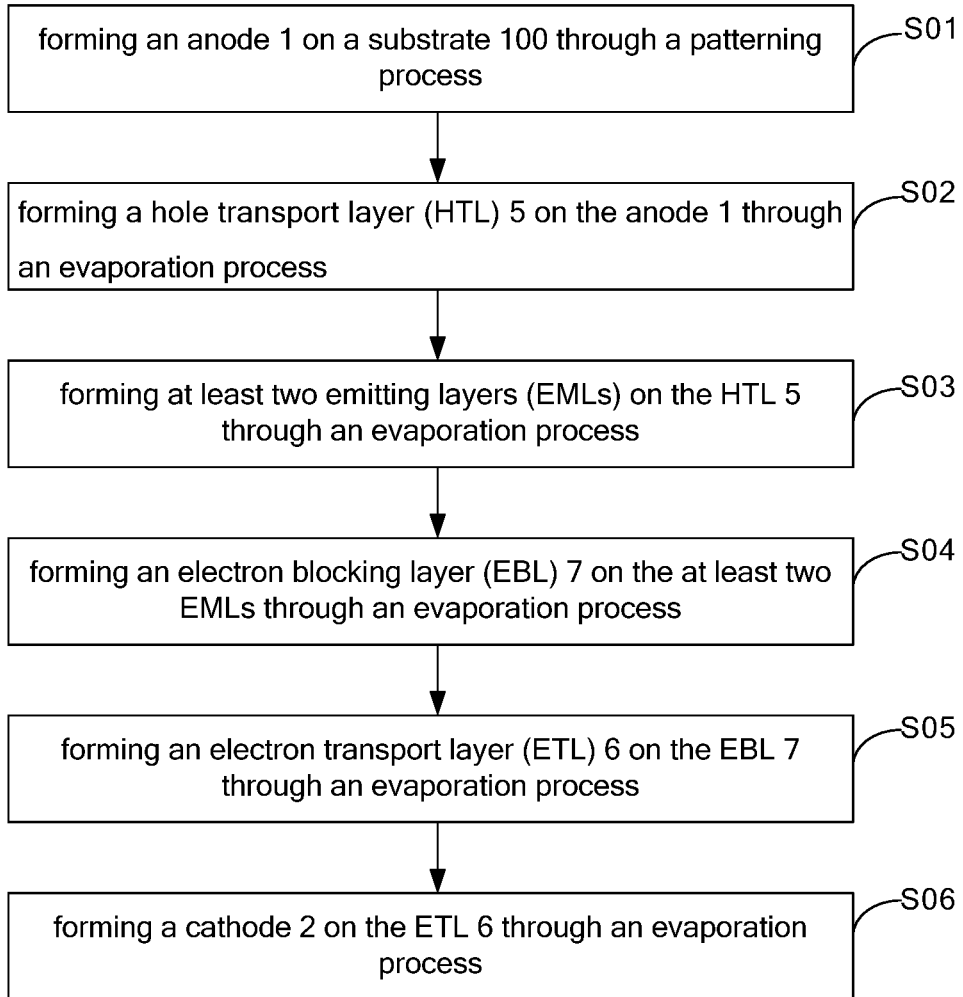 forming an anode 1 on a substrate 100 through a patterning
process
S01
forming a hole transport layer (HTL) 5 on the anode 1 through
an evaporation process
S02
forming at least two emitting layers (EMLs) on the HTL 5
through an evaporation process
S03
forming an electron blocking layer (EBL) 7 on the at least two
EMLs through an evaporation process
S04
forming an electron transport layer (ETL) 6 on the EBL 7
through an evaporation process
S05
forming a cathode 2 on the ETL 6 through an evaporation
process
S06